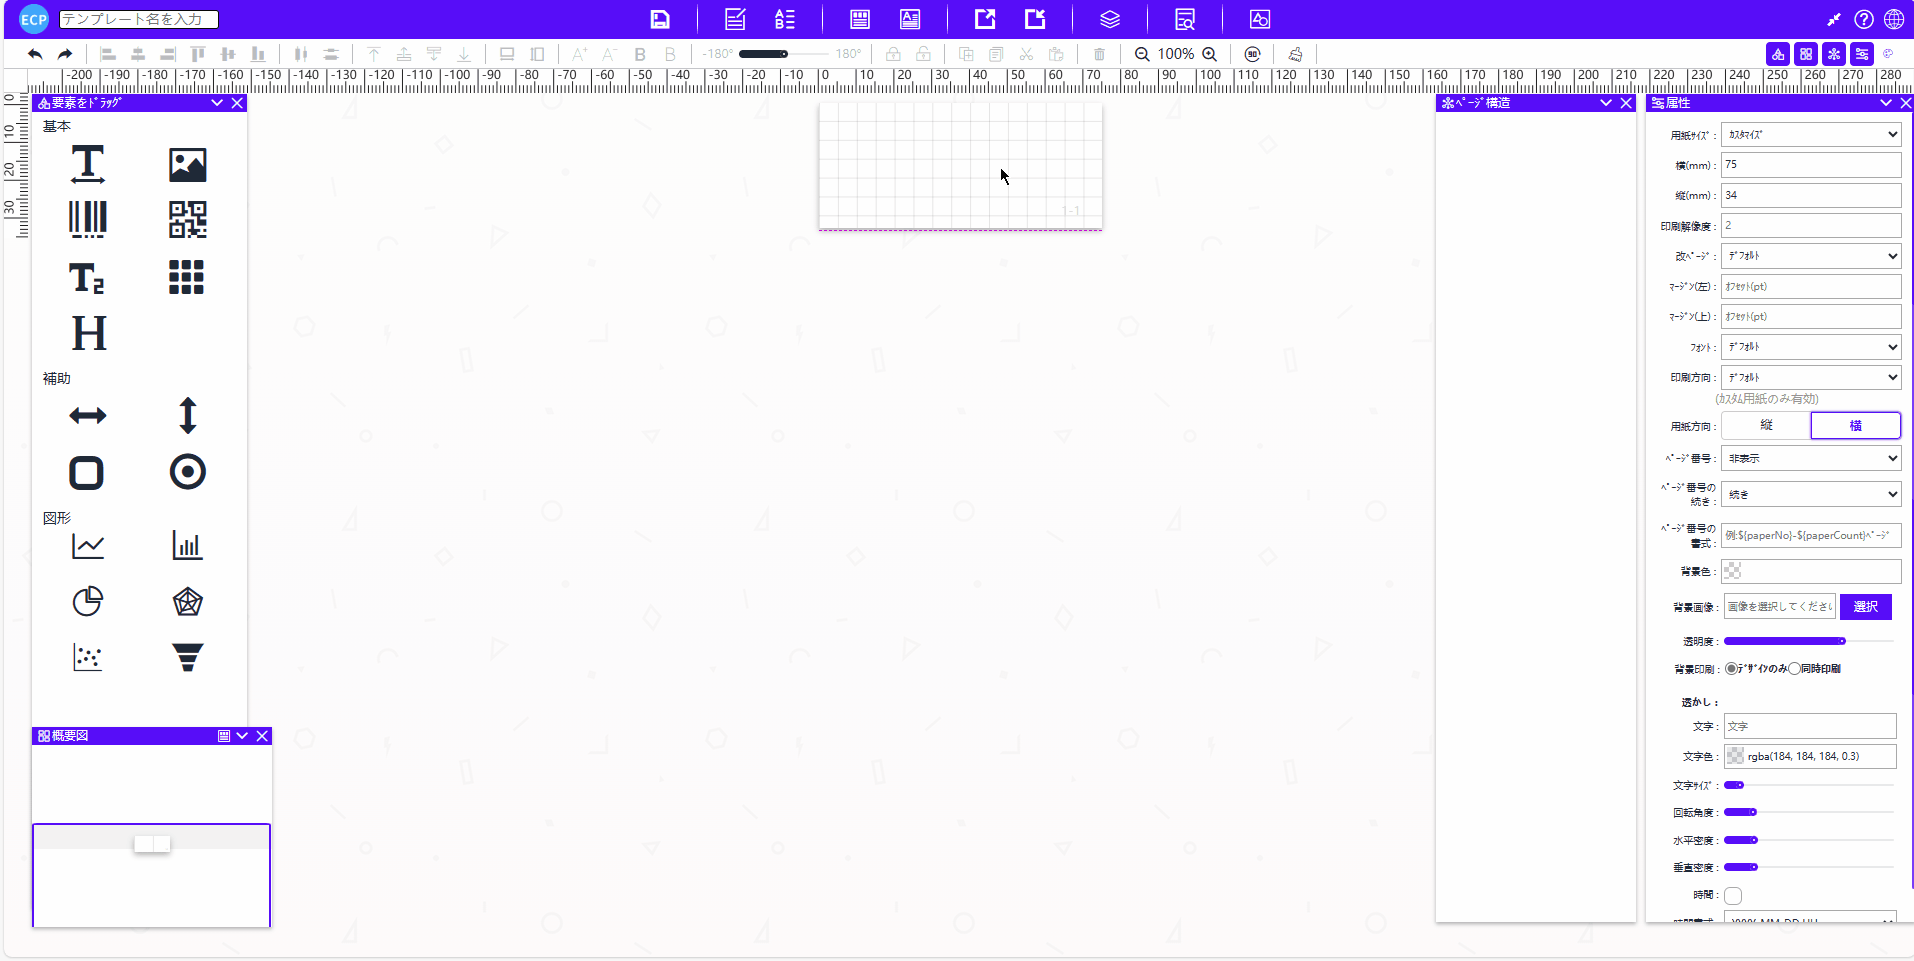 ECP テンプレート名を入力
-180° 180° 100% 90
-200 -190 -180 -170 -160 -150 -140 -130 -120 -110 -100 -90 -80 -70 -60 -50 -40 -30 -20 -10 0 10 20 30 40 50 60 70 80 90 100 110 120 130 140 150 160 170 180 190 200 210 220 230 240 250 260 270 280
0
10
20
30
要素をﾄﾞﾗｯｸﾞ
基本
補助
図形
概要図
1-1
ﾍﾟｰｼﾞ構造
属性
用紙ｻｲｽﾞ : ｶｽﾀﾏｲｽﾞ
横(mm) : 75
縦(mm) : 34
印刷解像度 : 2
改ﾍﾟｰｼﾞ : ﾃﾞﾌｫﾙﾄ
ﾏｰｼﾞﾝ(左) : ｵﾌｾｯﾄ(pt)
ﾏｰｼﾞﾝ(上) : ｵﾌｾｯﾄ(pt)
ﾌｫﾝﾄ : ﾃﾞﾌｫﾙﾄ
印刷方向 : ﾃﾞﾌｫﾙﾄ
(ｶｽﾀﾑ用紙のみ有効)
用紙方向 : 縦 横
ﾍﾟｰｼﾞ番号 : 非表示
ﾍﾟｰｼﾞ番号の
続き : 続き
ﾍﾟｰｼﾞ番号の
書式 : 例:${paperNo}-${paperCount}ﾍﾟｰｼﾞ
背景色 :
背景画像 : 画像を選択してください 選択
透明度 :
背景印刷 : ﾃﾞｻﾞｲﾝのみ 同時印刷
透かし :
文字 : 文字
文字色 : rgba(184, 184, 184, 0.3)
文字ｻｲｽﾞ :
回転角度 :
水平密度 :
垂直密度 :
時間 :